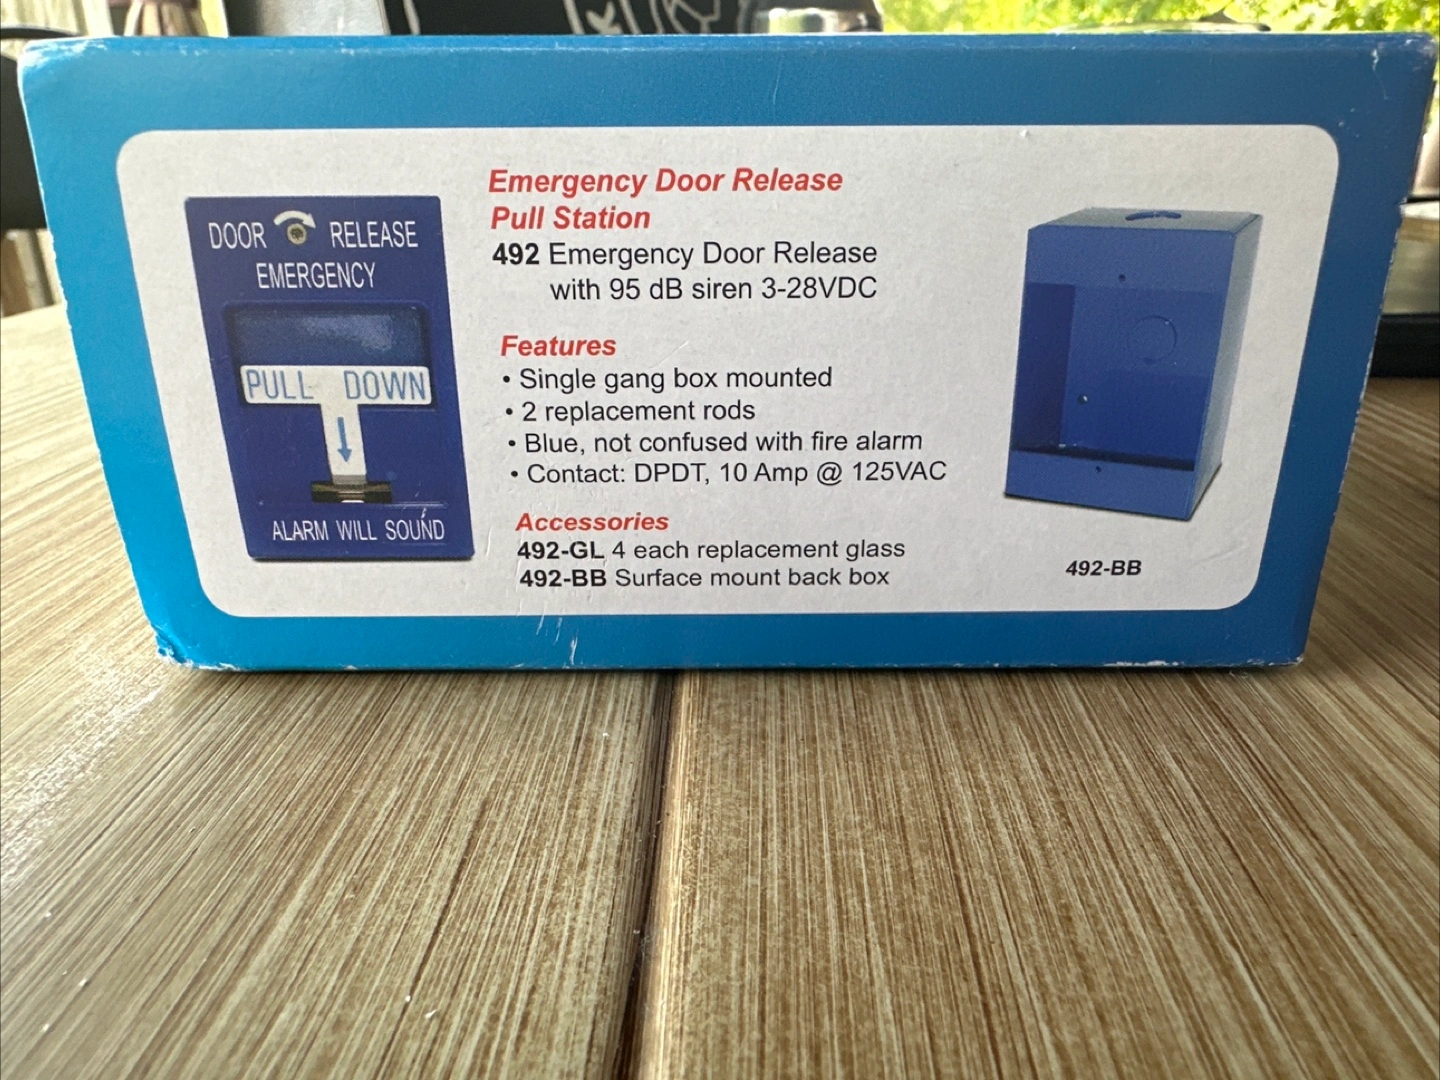 DOOR RELEASE
EMERGENCY
PULL DOWN
ALARM WILL SOUND
Emergency Door Release
Pull Station
492 Emergency Door Release
with 95 dB siren 3-28VDC
Features
• Single gang box mounted
• 2 replacement rods
• Blue, not confused with fire alarm
• Contact: DPDT, 10 Amp @ 125VAC
Accessories
492-GL 4 each replacement glass
492-BB Surface mount back box
492-BB